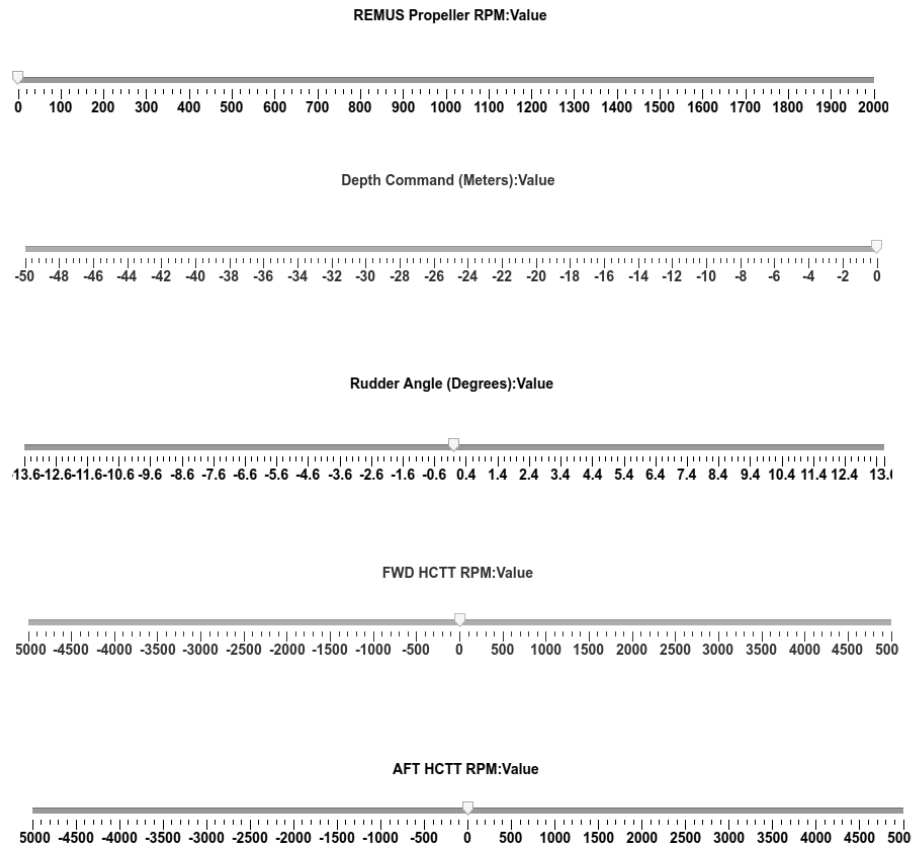 REMUS Propeller RPM:Value
0 100 200 300 400 500 600 700 800 900 1000 1100 1200 1300 1400 1500 1600 1700 1800 1900 2000
Depth Command (Meters):Value
-50 -48 -46 -44 -42 -40 -38 -36 -34 -32 -30 -28 -26 -24 -22 -20 -18 -16 -14 -12 -10 -8 -6 -4 -2 0
Rudder Angle (Degrees):Value
-13.6 -12.6 -11.6 -10.6 -9.6 -8.6 -7.6 -6.6 -5.6 -4.6 -3.6 -2.6 -1.6 -0.6 0.4 1.4 2.4 3.4 4.4 5.4 6.4 7.4 8.4 9.4 10.4 11.4 12.4 13.
FWD HCTT RPM:Value
5000 -4500 -4000 -3500 -3000 -2500 -2000 -1500 -1000 -500 0 500 1000 1500 2000 2500 3000 3500 4000 4500 500
AFT HCTT RPM:Value
5000 -4500 -4000 -3500 -3000 -2500 -2000 -1500 -1000 -500 0 500 1000 1500 2000 2500 3000 3500 4000 4500 500